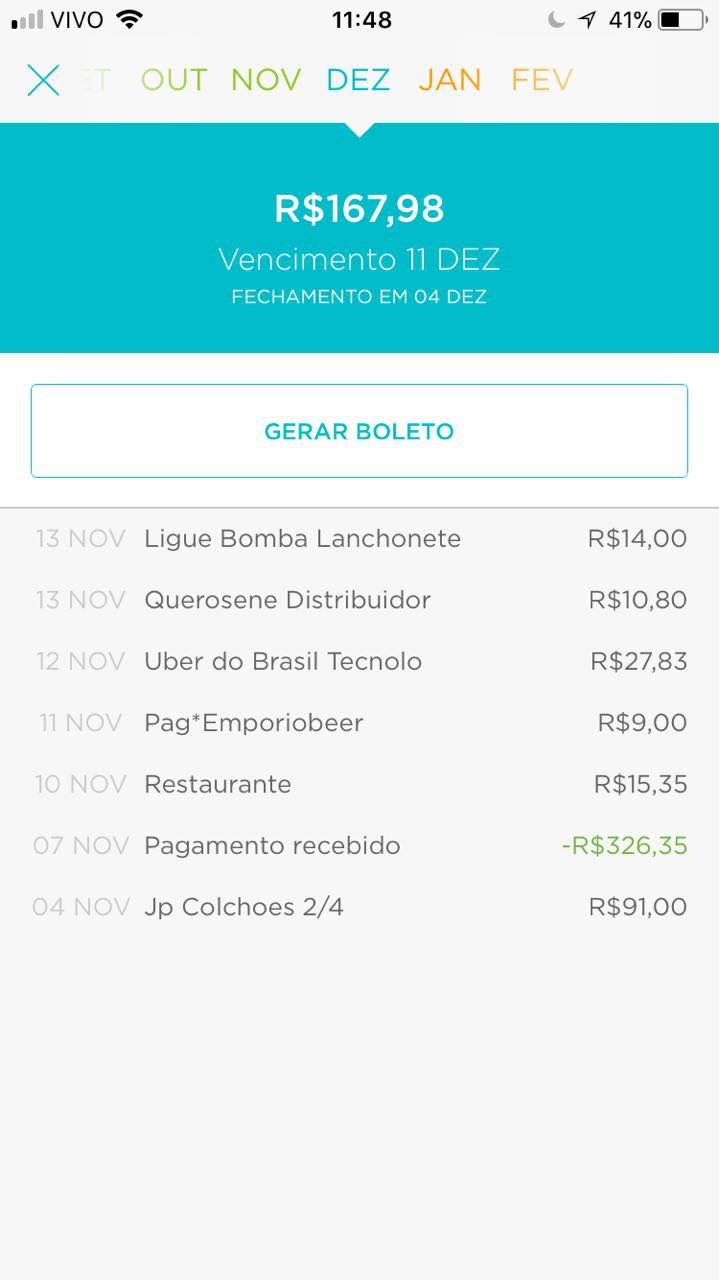 VIVO 11:48 41%
ET OUT NOV DEZ JAN FEV
R$167,98
Vencimento 11 DEZ
FECHAMENTO EM 04 DEZ
GERAR BOLETO
13 NOV Ligue Bomba Lanchonete R$14,00
13 NOV Querosene Distribuidor R$10,80
12 NOV Uber do Brasil Tecnolo R$27,83
11 NOV Pag*Emporiobeer R$9,00
10 NOV Restaurante R$15,35
07 NOV Pagamento recebido -R$326,35
04 NOV Jp Colchoes 2/4 R$91,00